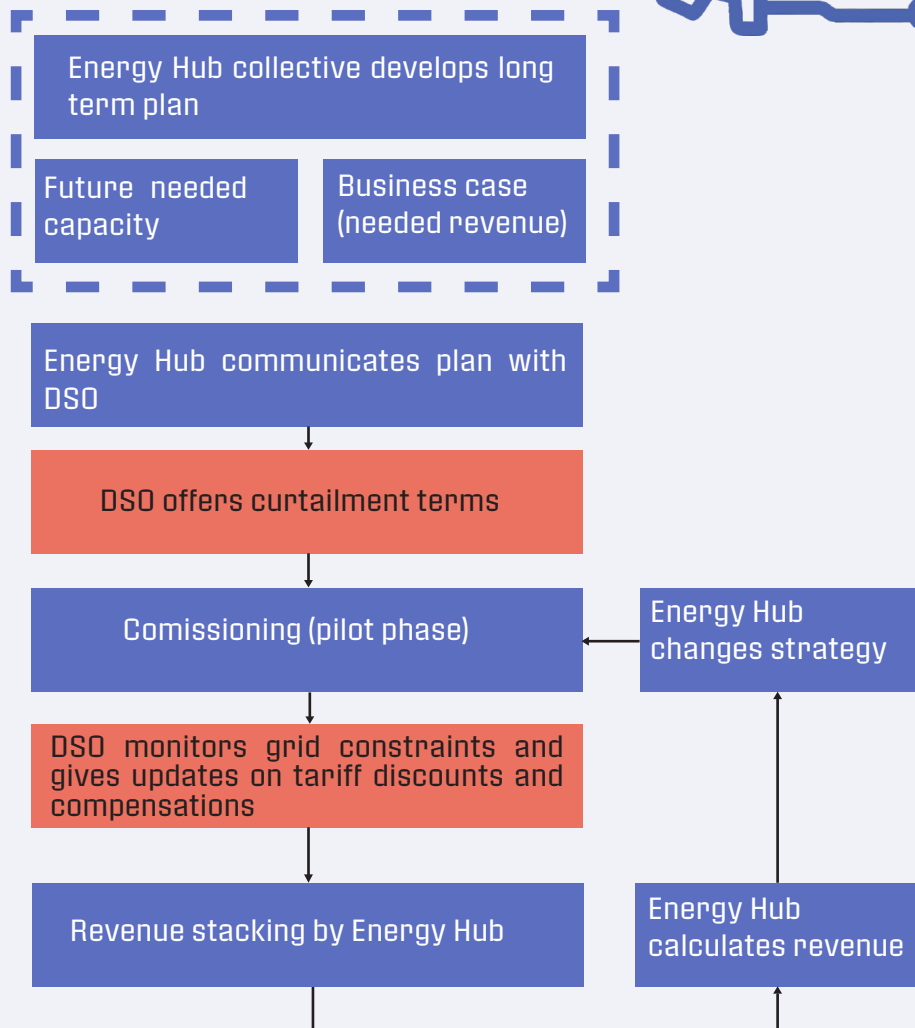 Energy Hub collective develops long
term plan
Future needed
capacity
Business case
(needed revenue)
Energy Hub communicates plan with
DSO
DSO offers curtailment terms
Comissioning (pilot phase)
Energy Hub
changes strategy
DSO monitors grid constraints and
gives updates on tariff discounts and
compensations
Revenue stacking by Energy Hub
Energy Hub
calculates revenue